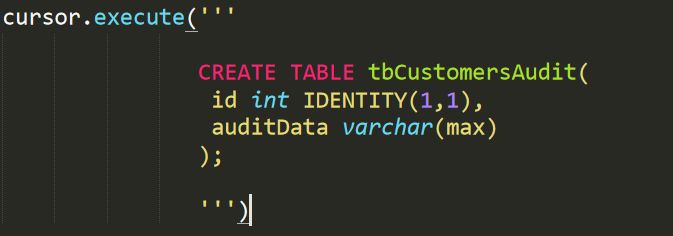 cursor.execute('''
CREATE TABLE tbCustomersAudit(
id int IDENTITY(1,1),
auditData varchar(max)
);
''')